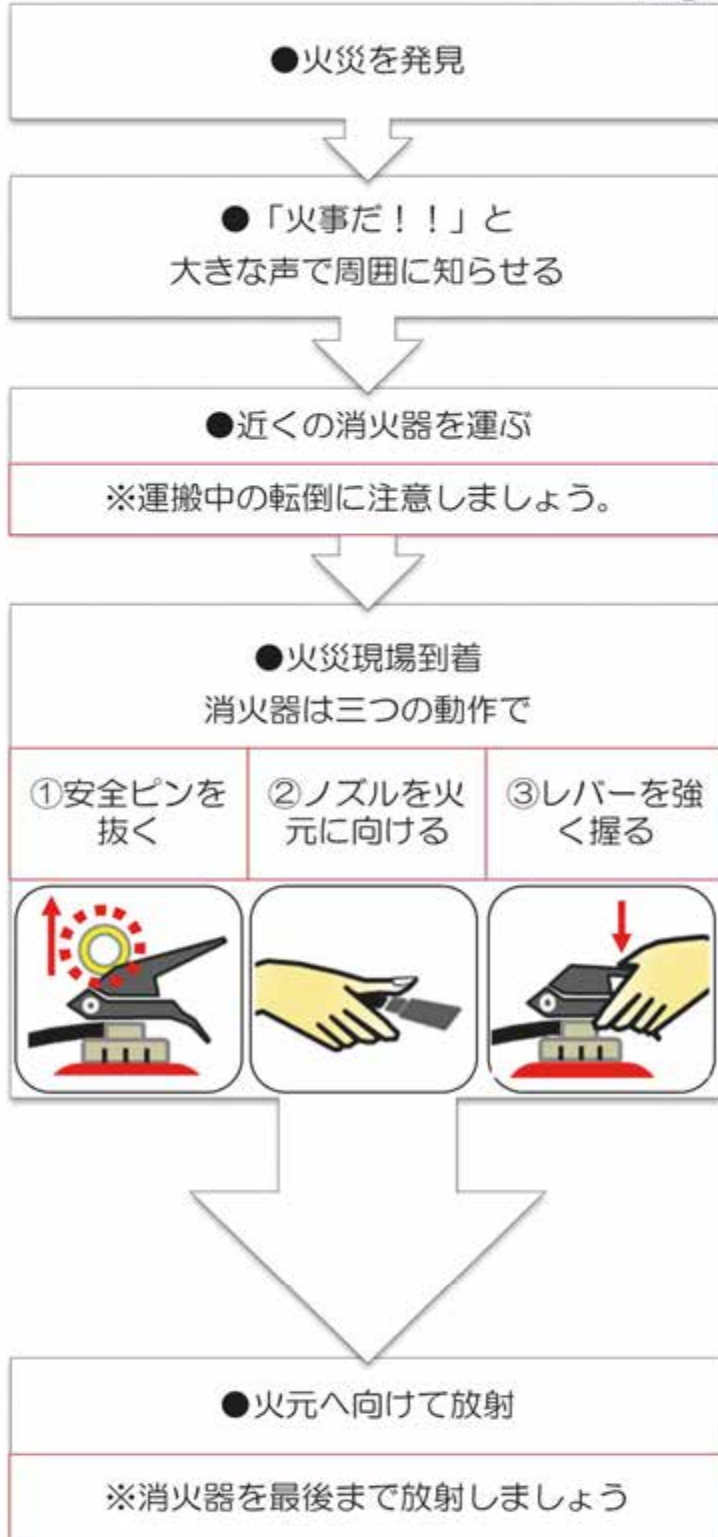 ●火災を発見
●「火事だ！！」と
大きな声で周囲に知らせる
●近くの消火器を運ぶ
※運搬中の転倒に注意しましょう。
●火災現場到着
消火器は三つの動作で
①安全ピンを
抜く
②ノズルを火
元に向ける
③レバーを強
く握る
●火元へ向けて放射
※消火器を最後まで放射しましょう